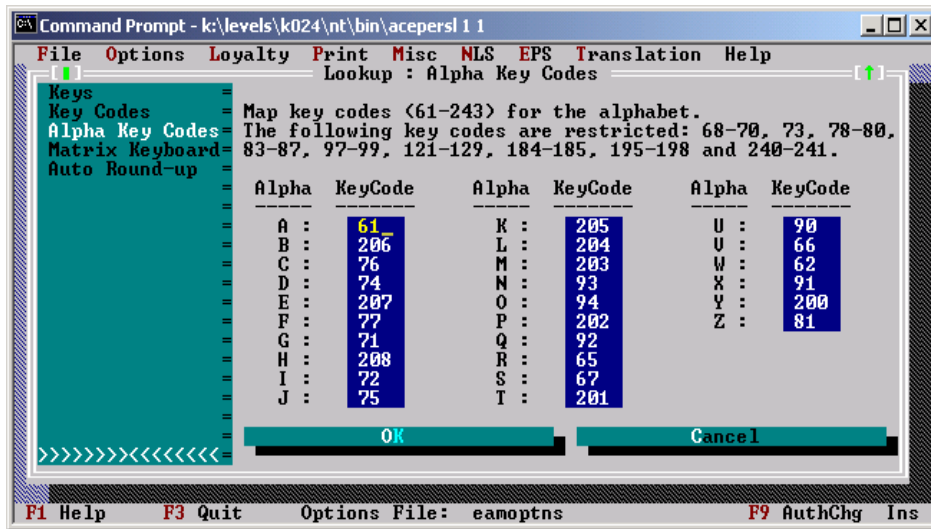 Command Prompt - k:\levels\k024\nt\bin\acepersl 1 1
File Options Loyalty Print Misc NLS EPS Translation Help
Lookup : Alpha Key Codes
Keys
Key Codes
Alpha Key Codes
Matrix Keyboard
Auto Round-up
Map key codes (61-243) for the alphabet.
The following key codes are restricted: 68-70, 73, 78-80,
83-87, 97-99, 121-129, 184-185, 195-198 and 240-241.
Alpha KeyCode Alpha KeyCode Alpha KeyCode
A : 61_ K : 205 U : 90
B : 206 L : 204 V : 66
C : 76 M : 203 W : 62
D : 74 N : 93 X : 91
E : 207 O : 94 Y : 200
F : 77 P : 202 Z : 81
G : 71 Q : 92
H : 208 R : 65
I : 72 S : 67
J : 75 T : 201
OK Cancel
>>>>>>>><<<<<<<<
F1 Help F3 Quit Options File: eamoptns F9 AuthChg Ins